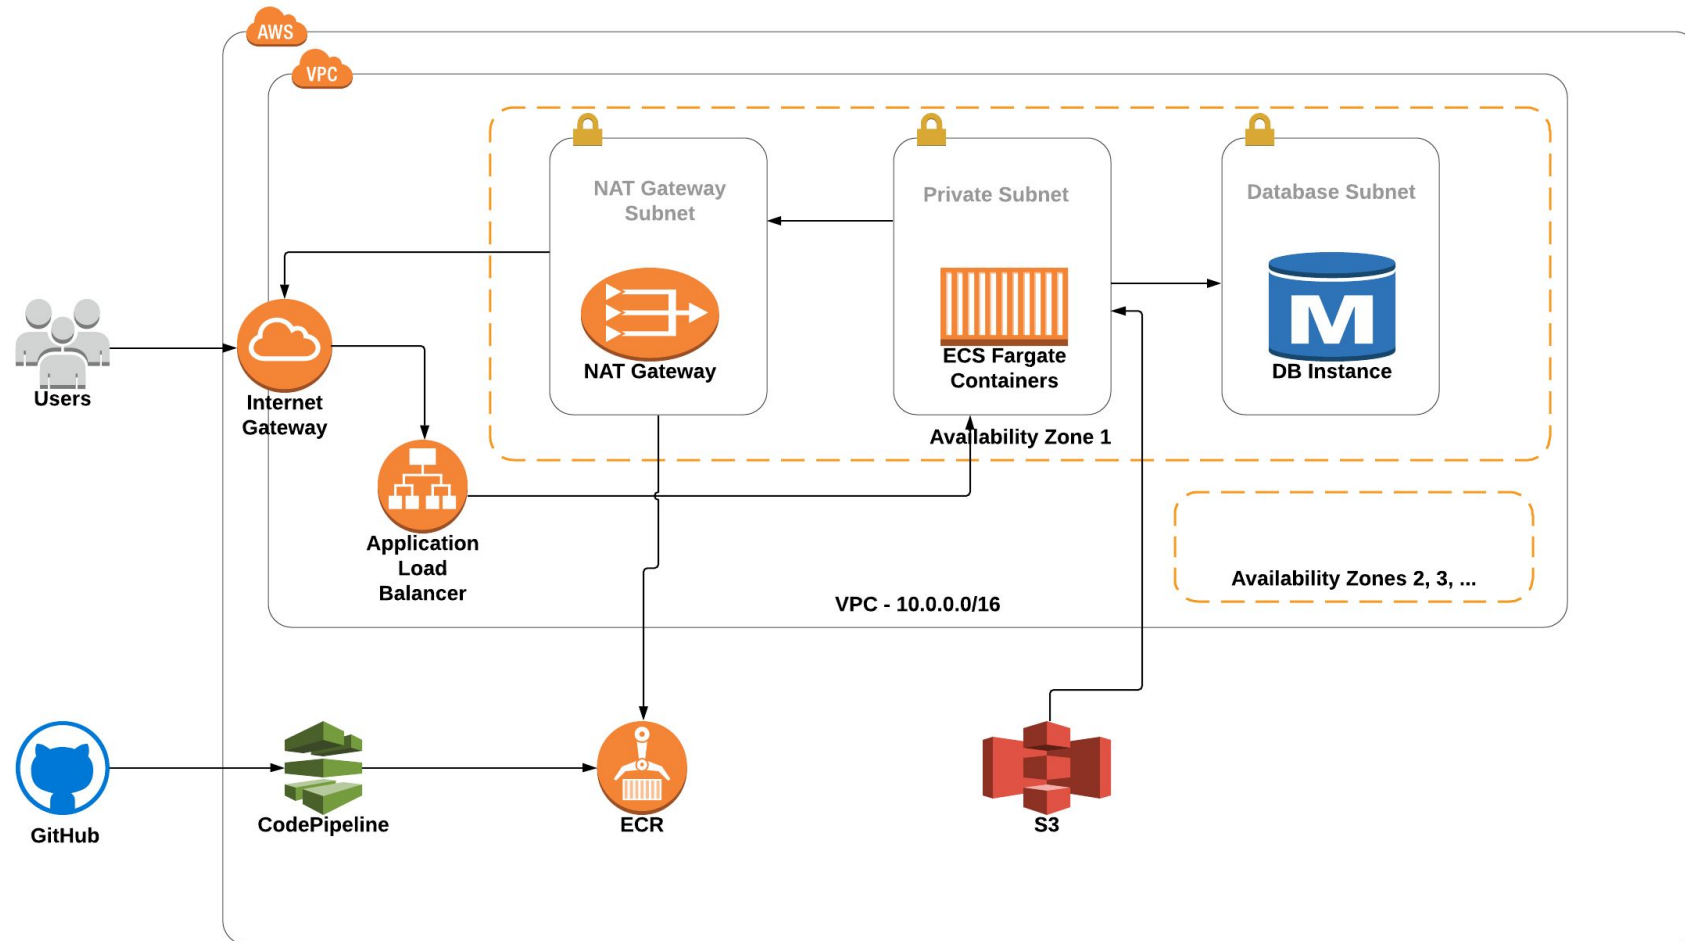 AWS
VPC
NAT Gateway
Subnet
Private Subnet
Database Subnet
M
NAT Gateway
ECS Fargate
Containers
DB Instance
Users
Internet
Gateway
Availability Zone 1
Application
Load
Balancer
Availability Zones 2, 3, ...
VPC - 10.0.0.0/16
GitHub
CodePipeline
ECR
S3